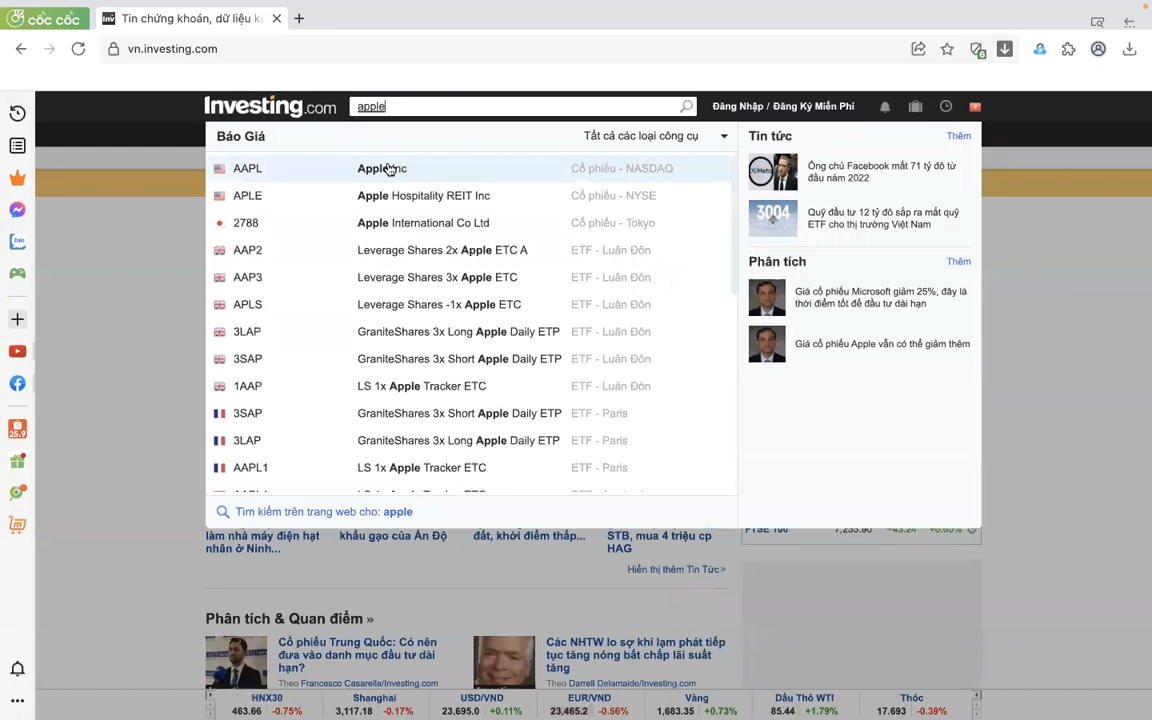 cốc cốc
Inv Tin chứng khoán, dữ liệu k
vn.investing.com
Investing.com
apple
Đăng Nhập / Đăng Ký Miễn Phí
Báo Giá
Tất cả các loại công cụ
AAPL Apple Inc Cổ phiếu - NASDAQ
APLE Apple Hospitality REIT Inc Cổ phiếu - NYSE
2788 Apple International Co Ltd Cổ phiếu - Tokyo
AAP2 Leverage Shares 2x Apple ETC A ETF - Luân Đôn
AAP3 Leverage Shares 3x Apple ETC ETF - Luân Đôn
APLS Leverage Shares -1x Apple ETC ETF - Luân Đôn
3LAP GraniteShares 3x Long Apple Daily ETP ETF - Luân Đôn
3SAP GraniteShares 3x Short Apple Daily ETP ETF - Luân Đôn
1AAP LS 1x Apple Tracker ETC ETF - Luân Đôn
3SAP GraniteShares 3x Short Apple Daily ETP ETF - Paris
3LAP GraniteShares 3x Long Apple Daily ETP ETF - Paris
AAPL1 LS 1x Apple Tracker ETC ETF - Paris
Tìm kiếm trên trang web cho: apple
Tin tức Thêm
Meta
Ông chủ Facebook mất 71 tỷ đô từ
đầu năm 2022
3004
Quỹ đầu tư 12 tỷ đô sắp ra mắt quỹ
ETF cho thị trường Việt Nam
Phân tích Thêm
Giá cổ phiếu Microsoft giảm 25%, đây là
thời điểm tốt để đầu tư dài hạn
Giá cổ phiếu Apple vẫn có thể giảm thêm
Zalo
25.9
làm nhà máy điện hạt
nhân ở Ninh...
khẩu gạo của Ấn Độ
đất, khởi điểm thấp...
STB, mua 4 triệu cp
HAG
FTSE 100 7,235.90 +43.24 +0.60%
Hiển thị thêm Tin Tức»
Phân tích & Quan điểm »
Cổ phiếu Trung Quốc: Có nên
đưa vào danh mục đầu tư dài
hạn?
Theo Francesco Casarella/Investing.com
Các NHTW lo sợ khi lạm phát tiếp
tục tăng nóng bất chấp lãi suất
tăng
Theo Darrell Delamaide/Investing.com
HNX30 Shanghai USD/VND EUR/VND Vàng Dầu Thô WTI Thóc
463.66 -0.75% 3,117.18 -0.17% 23,695.0 +0.11% 23,465.2 -0.56% 1,683.35 +0.73% 85.44 +1.79% 17.693 -0.39%